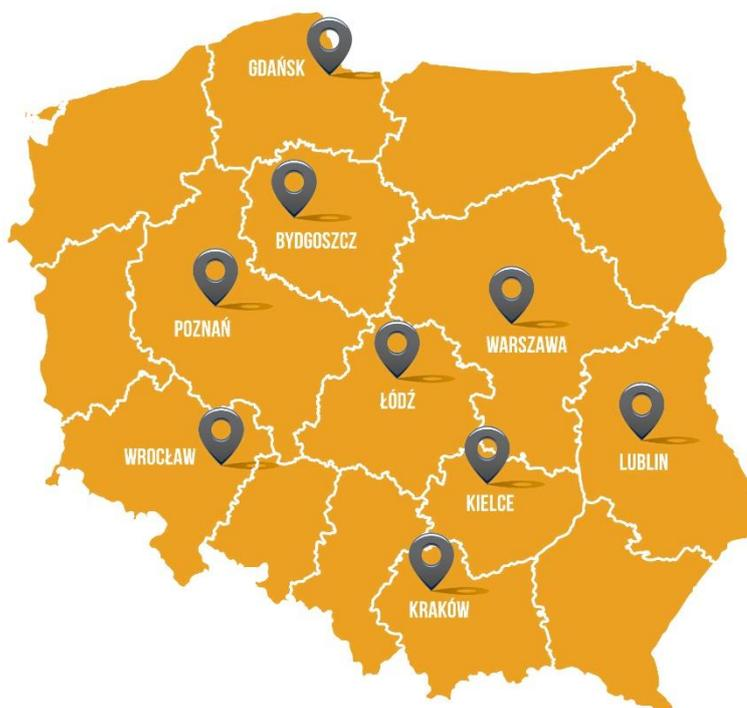 GDAŃSK
BYDGOSZCZ
POZNAŃ
WARSZAWA
ŁÓDŹ
WROCŁAW
LUBLIN
KIELCE
KRAKÓW